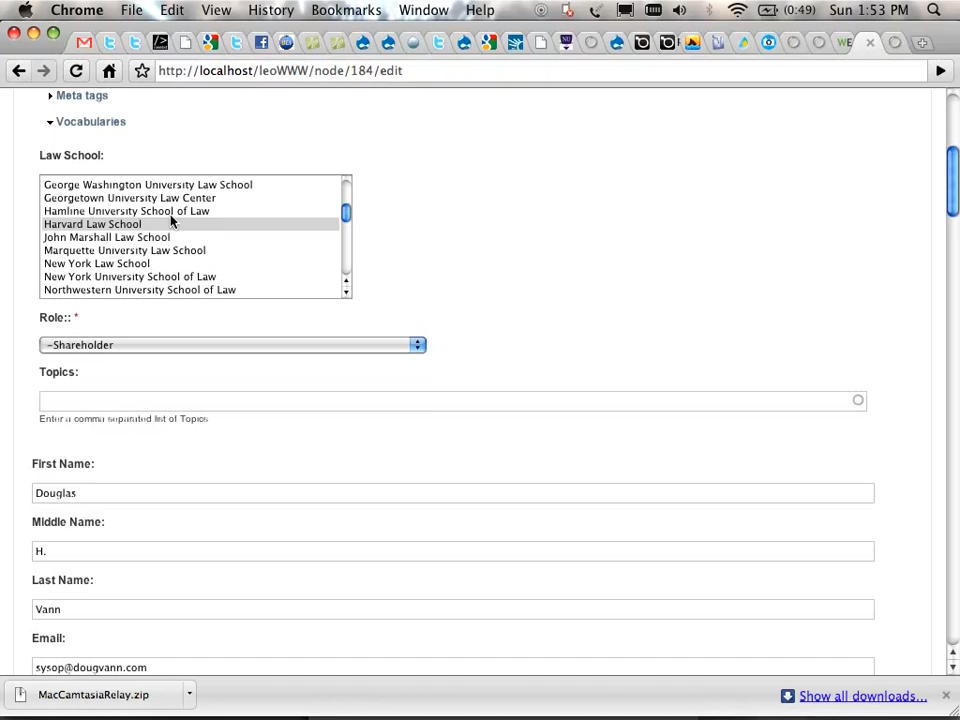 Chrome File Edit View History Bookmarks Window Help (0:49) Sun 1:53 PM
WE
http://localhost/leoWWW/node/184/edit
Meta tags
Vocabularies
Law School:
George Washington University Law School
Georgetown University Law Center
Hamline University School of Law
Harvard Law School
John Marshall Law School
Marquette University Law School
New York Law School
New York University School of Law
Northwestern University School of Law
Role:: *
-Shareholder
Topics:
Enter a comma separated list of Topics
First Name:
Douglas
Middle Name:
H.
Last Name:
Vann
Email:
sysop@dougvann.com
MacCamtasiaRelay.zip
Show all downloads...